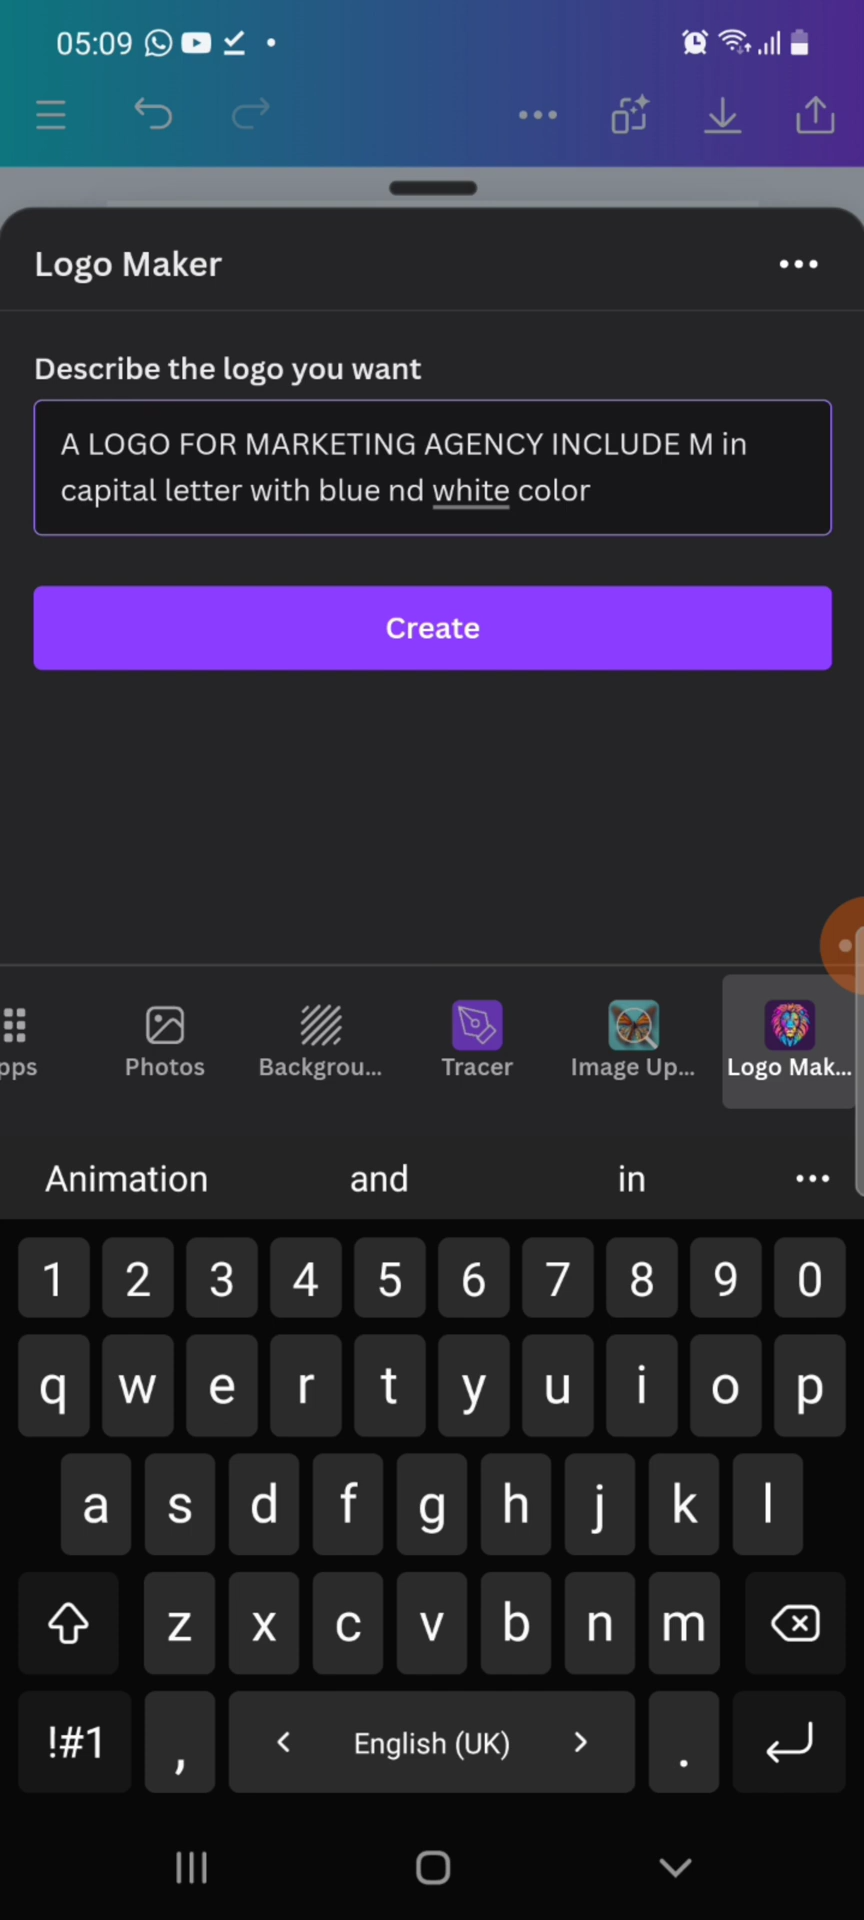 05:09
Logo Maker
Describe the logo you want
A LOGO FOR MARKETING AGENCY INCLUDE M in
capital letter with blue nd white color
Create
pps Photos Backgrou... Tracer Image Up... Logo Mak...
Animation and in
1 2 3 4 5 6 7 8 9 0
q w e r t y u i o p
a s d f g h j k l
z x c v b n m
!#1 , English (UK) .